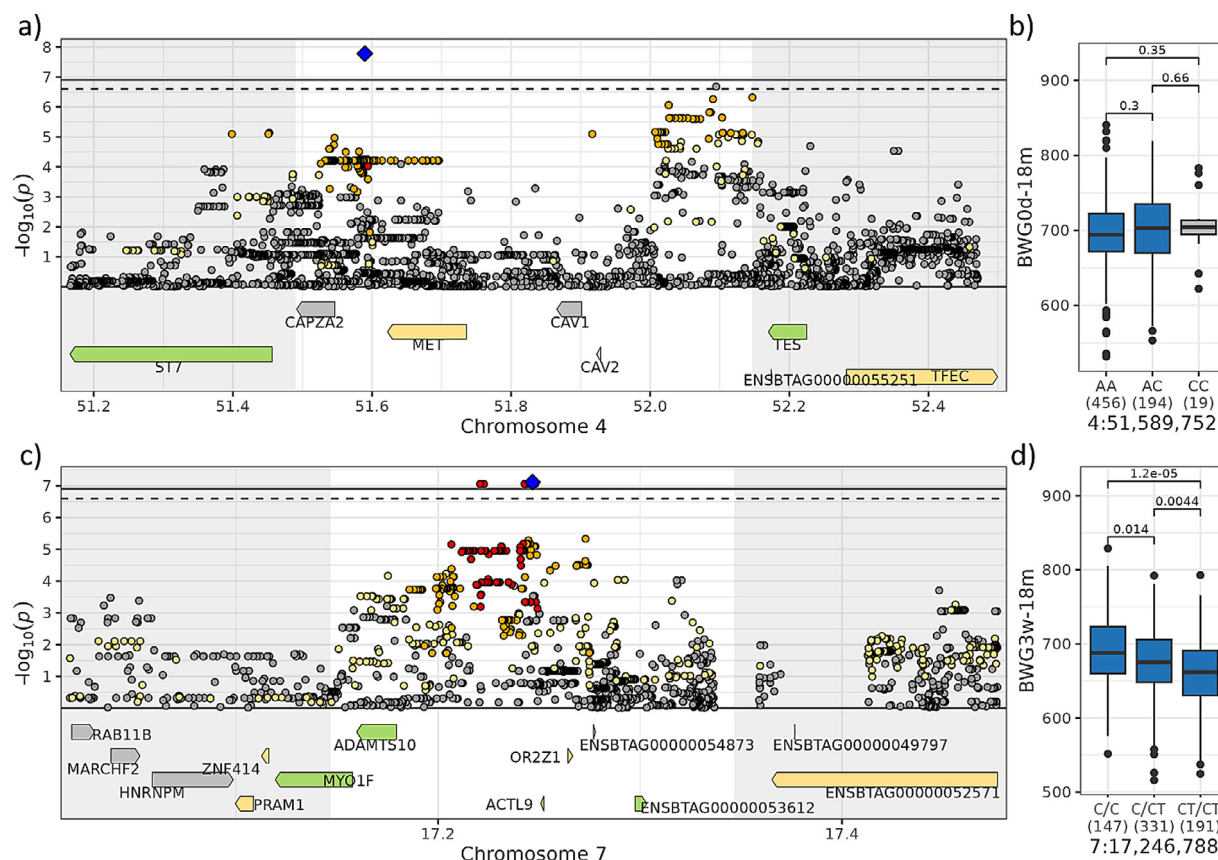 a)
8
7
6
5
4
3
2
1
-log10(p)
CAPZA2
CAV1
MET
TES
ST7
CAV2
ENSBTAG00000055251
TFEC
51.2 51.4 51.6 51.8 52.0 52.2 52.4
Chromosome 4
b)
0.35
0.66
0.3
900
800
700
600
BWG0d-18m
AA AC CC
(456) (194) (19)
4:51,589,752
c)
7
6
5
4
3
2
1
-log10(p)
RAB11B
ADAMTS10
ENSBTAG00000054873
ENSBTAG00000049797
MARCHF2
ZNF414
OR2Z1
HNRNPM
MYO1F
ENSBTAG00000052571
PRAM1
ACTL9
ENSBTAG00000053612
17.2 17.4
Chromosome 7
d)
1.2e-05
0.0044
0.014
900
800
700
600
500
BWG3w-18m
C/C C/CT CT/CT
(147) (331) (191)
7:17,246,788